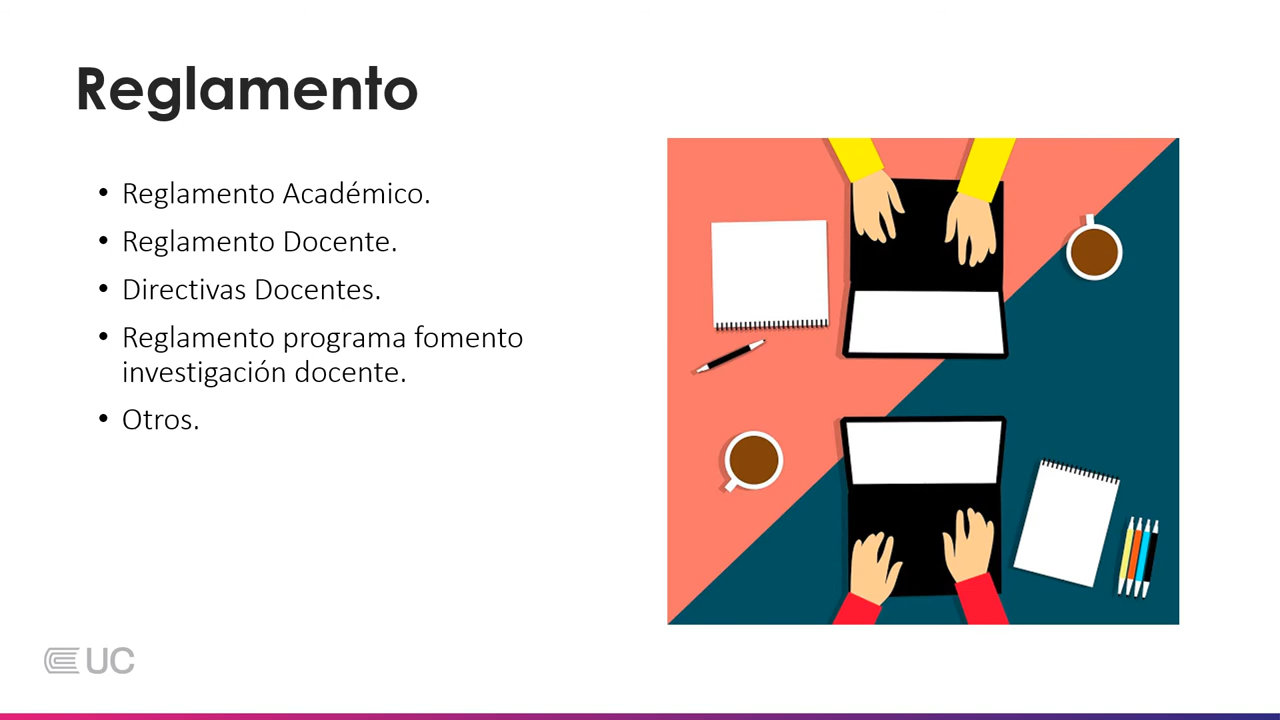 Reglamento
• Reglamento Académico.
• Reglamento Docente.
• Directivas Docentes.
• Reglamento programa fomento
investigación docente.
• Otros.
UC